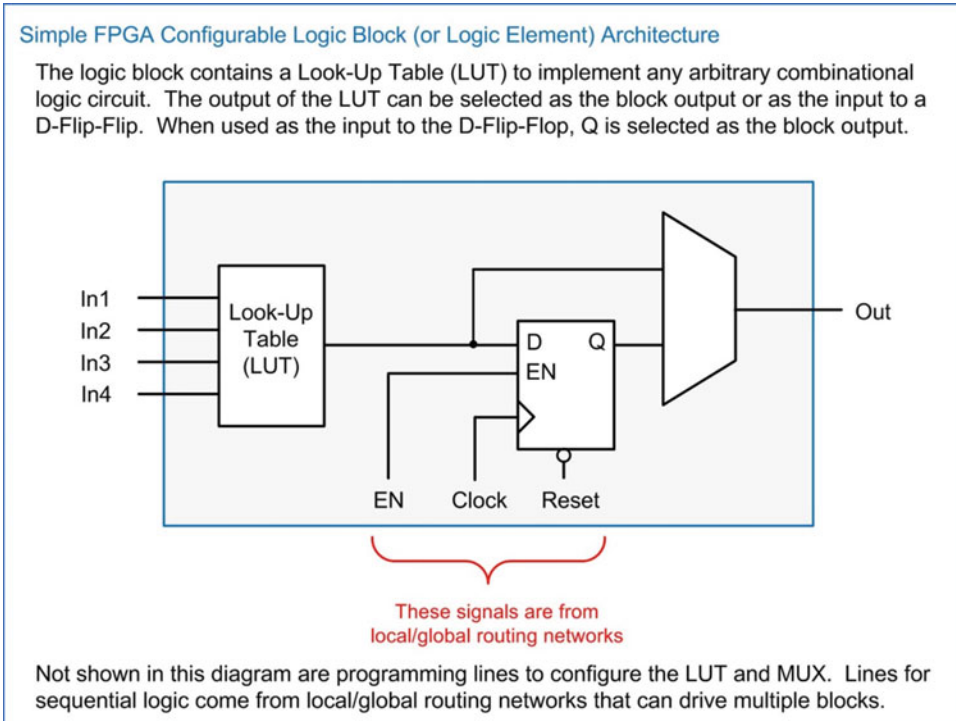 Simple FPGA Configurable Logic Block (or Logic Element) Architecture
The logic block contains a Look-Up Table (LUT) to implement any arbitrary combinational
logic circuit. The output of the LUT can be selected as the block output or as the input to a
D-Flip-Flip. When used as the input to the D-Flip-Flop, Q is selected as the block output.
In1
In2
In3
In4
Look-Up
Table
(LUT)
D Q
EN
Out
EN Clock Reset
These signals are from
local/global routing networks
Not shown in this diagram are programming lines to configure the LUT and MUX. Lines for
sequential logic come from local/global routing networks that can drive multiple blocks.